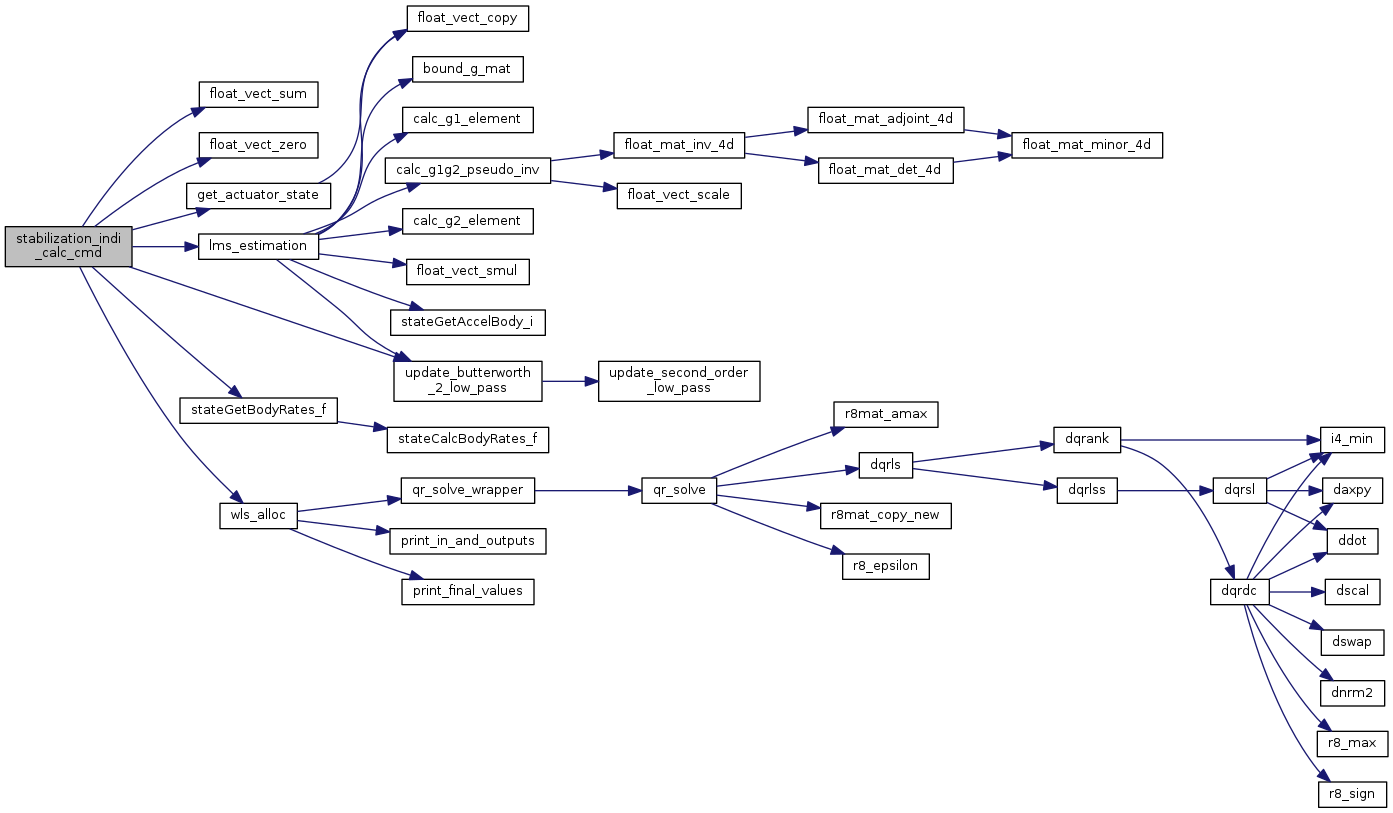 float_vect_copy
bound_g_mat
float_vect_sum
calc_g1_element
float_mat_adjoint_4d
float_vect_zero
float_mat_inv_4d
float_mat_minor_4d
calc_g1g2_pseudo_inv
float_mat_det_4d
get_actuator_state
float_vect_scale
calc_g2_element
stabilization_indi
_calc_cmd
lms_estimation
float_vect_smul
stateGetAccelBody_i
update_butterworth
_2_low_pass
update_second_order
_low_pass
stateGetBodyRates_f
r8mat_amax
stateCalcBodyRates_f
dqrank
i4_min
dqrls
qr_solve_wrapper
qr_solve
dqrlss
dqrsl
daxpy
wls_alloc
r8mat_copy_new
print_in_and_outputs
ddot
r8_epsilon
print_final_values
dqrdc
dscal
dswap
dnrm2
r8_max
r8_sign